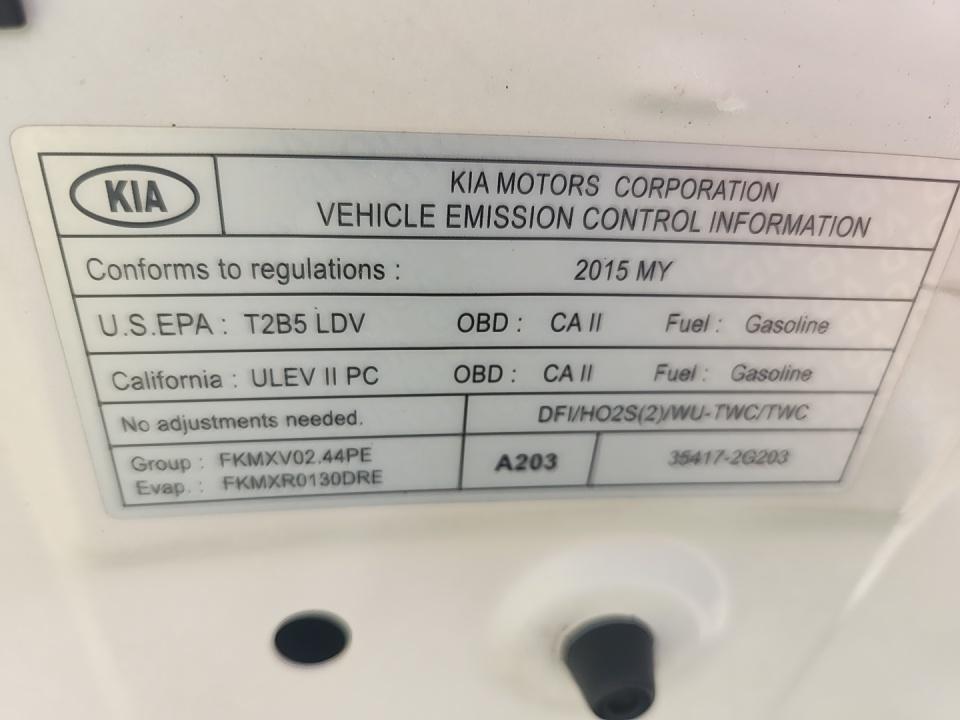 KIA
KIA MOTORS CORPORATION
VEHICLE EMISSION CONTROL INFORMATION
Conforms to regulations : 2015 MY
U.S.EPA : T2B5 LDV OBD : CA II Fuel : Gasoline
California : ULEV II PC OBD : CA II Fuel : Gasoline
No adjustments needed. DFI/HO2S(2)/WU-TWC/TWC
Group : FKMXV02.44PE
Evap. : FKMXR0130DRE
A203
35417-2G203